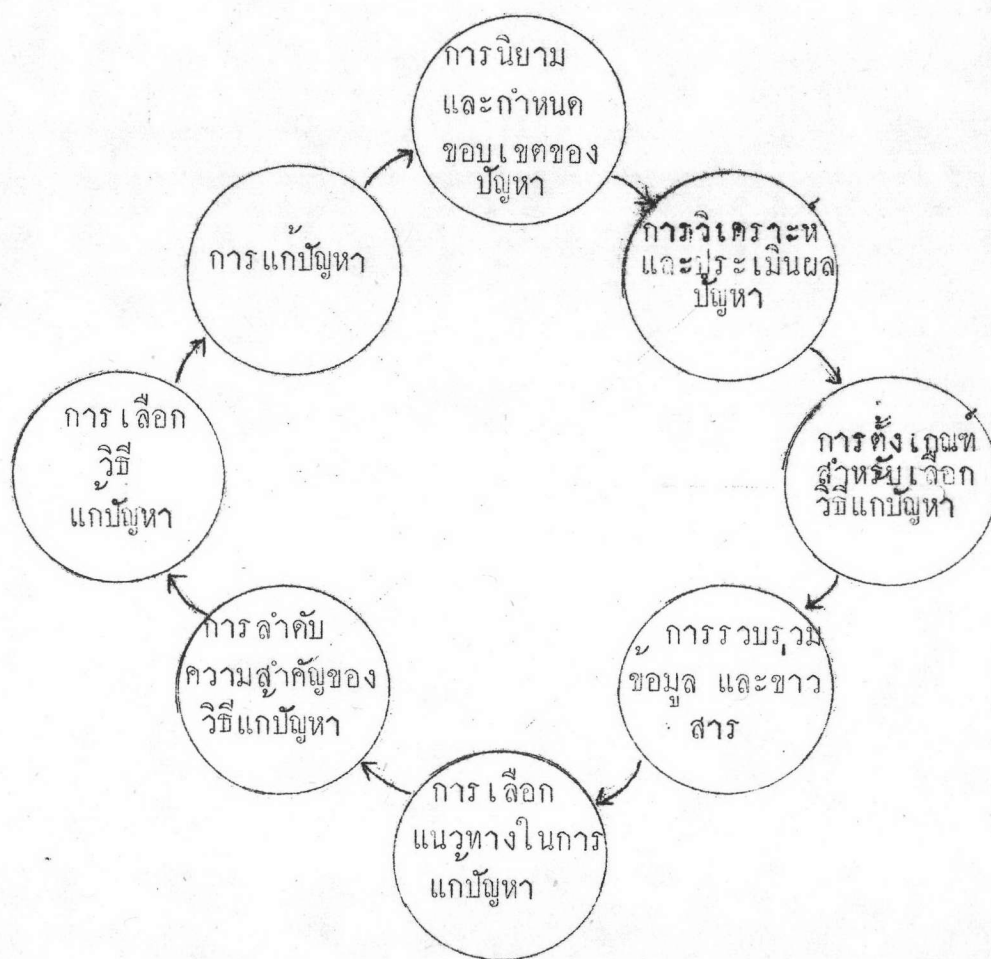 การนิยาม
และกำหนด
ขอบเขตของ
ปัญหา
การวิเคราะห์
และประเมินผล
ปัญหา
การตั้งเกณฑ์
สำหรับเลือก
วิธีแก้ปัญหา
การรวบรวม
ข้อมูล และข่าว
สาร
การเลือก
แนวทางในการ
แก้ปัญหา
การลำดับ
ความสำคัญของ
วิธีแก้ปัญหา
การเลือก
วิธี
แก้ปัญหา
การแก้ปัญหา